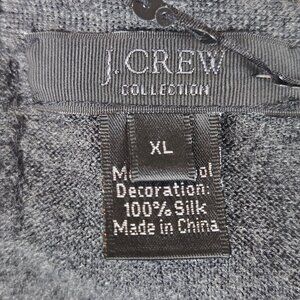 J.CREW
COLLECTION
XL
Decoration:
100% Silk
Made in China